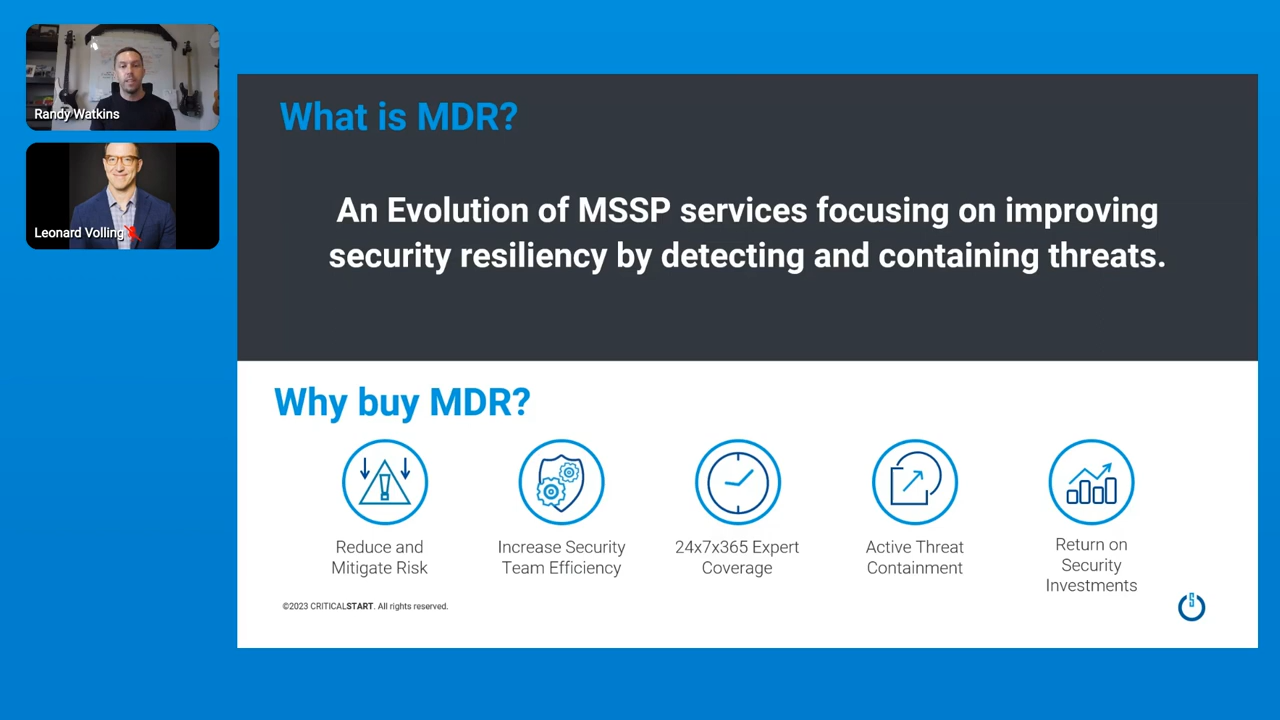 Randy Watkins
Leonard Volling
What is MDR?
An Evolution of MSSP services focusing on improving
security resiliency by detecting and containing threats.
Why buy MDR?
Reduce and
Mitigate Risk
Increase Security
Team Efficiency
24x7x365 Expert
Coverage
Active Threat
Containment
Return on
Security
Investments
©2023 CRITICALSTART. All rights reserved.